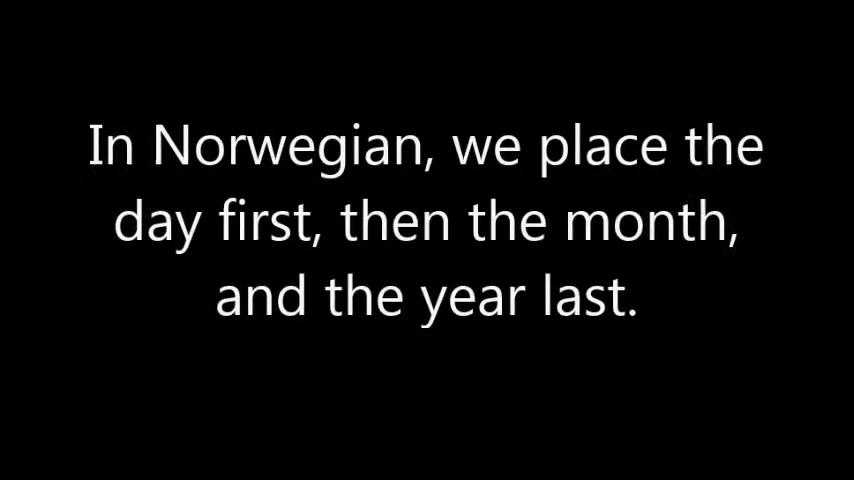 In Norwegian, we place the
day first, then the month,
and the year last.